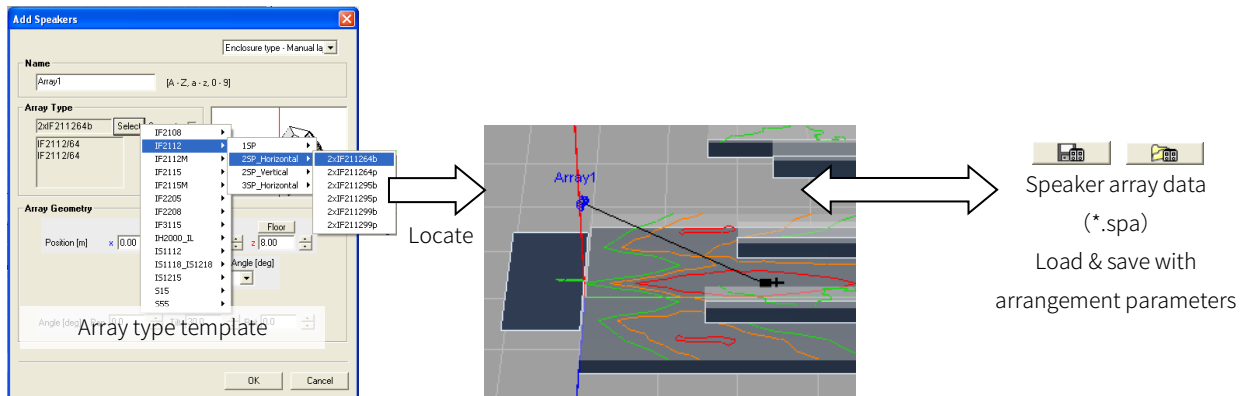 Add Speakers
Enclosure type - Manual la
Name
Array1
[A - Z, a - z, 0 - 9]
Array Type
2xIF211264b
Select
IF2112/64
IF2112/64
IF2108
IF2112
IF2112M
IF2115
IF2115M
IF2205
IF2208
IF3115
IH2000_IL
IS1112
IS1118_IS1218
IS1215
S15
S55
1SP
2SP_Horizontal
2SP_Vertical
3SP_Horizontal
2xIF211264b
2xIF211264p
2xIF211295b
2xIF211295p
2xIF211299b
2xIF211299p
Array Geometry
Floor
Position [m]
x 0.00
z 8.00
Angle [deg]
Angle [deg]
Array type template
OK
Cancel
Locate
Array1
Speaker array data
(*.spa)
Load & save with
arrangement parameters